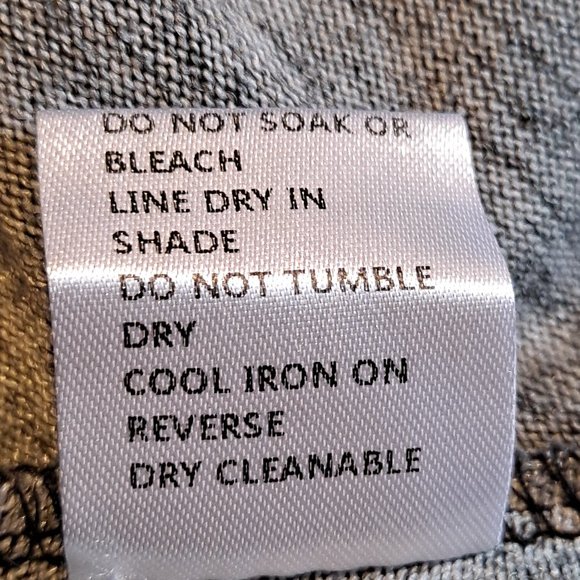 DO NOT SOAK OR
BLEACH
LINE DRY IN
SHADE
DO NOT TUMBLE
DRY
COOL IRON ON
REVERSE
DRY CLEANABLE